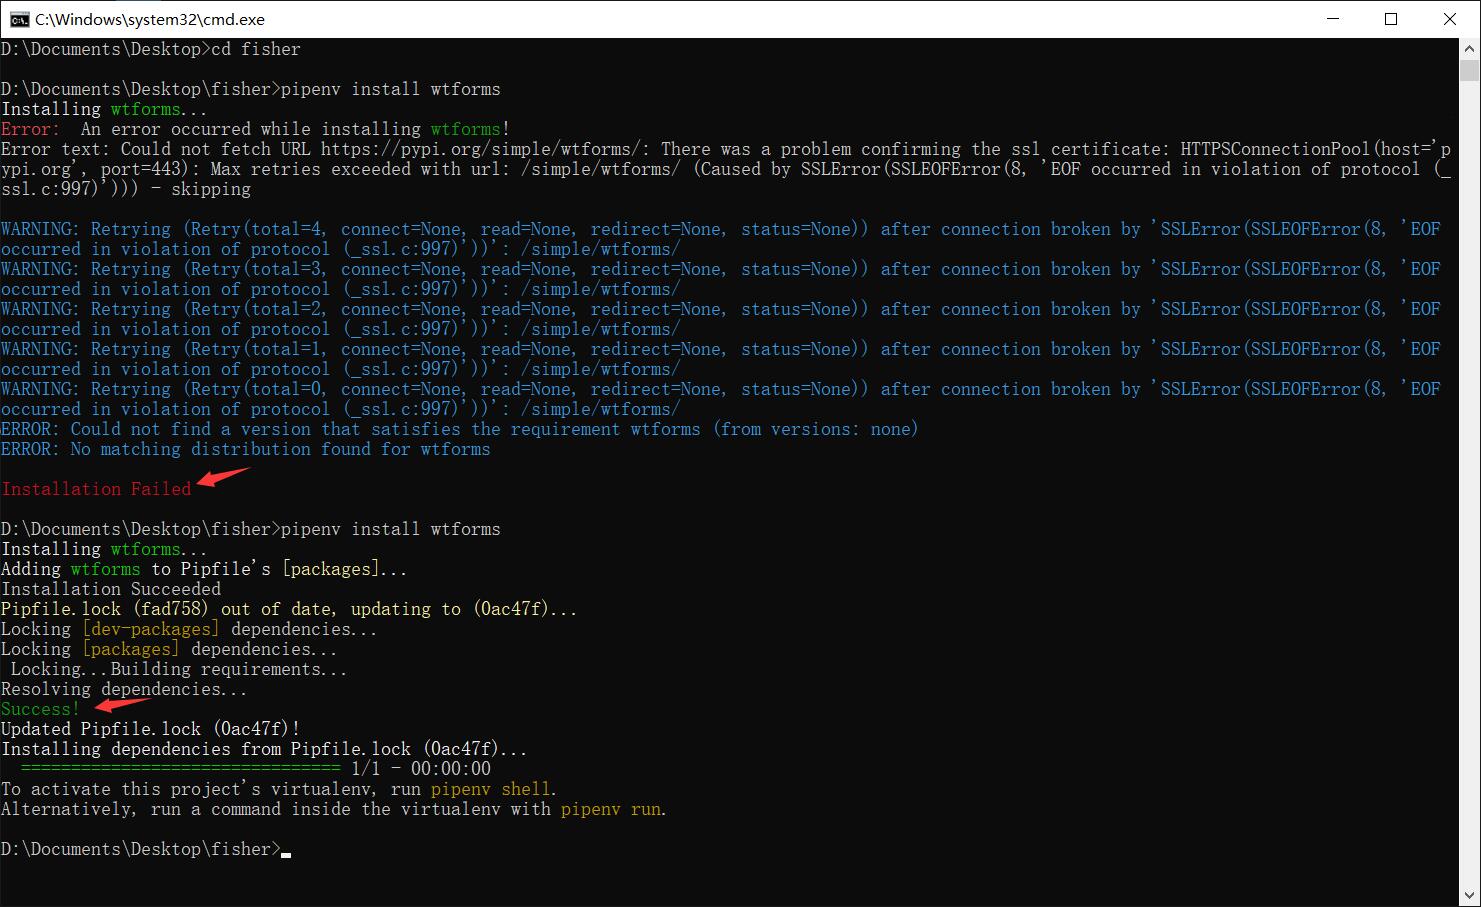 C:\Windows\system32\cmd.exe
D:\Documents\Desktop>cd fisher
D:\Documents\Desktop\fisher>pipenv install wtforms
Installing wtforms...
Error:  An error occurred while installing wtforms!
Error text: Could not fetch URL https://pypi.org/simple/wtforms/: There was a problem confirming the ssl certificate: HTTPSConnectionPool(host='p
ypi.org', port=443): Max retries exceeded with url: /simple/wtforms/ (Caused by SSLError(SSLEOFError(8, 'EOF occurred in violation of protocol (_
ssl.c:997)'))) - skipping
WARNING: Retrying (Retry(total=4, connect=None, read=None, redirect=None, status=None)) after connection broken by 'SSLError(SSLEOFError(8, 'EOF
occurred in violation of protocol (_ssl.c:997)'))': /simple/wtforms/
WARNING: Retrying (Retry(total=3, connect=None, read=None, redirect=None, status=None)) after connection broken by 'SSLError(SSLEOFError(8, 'EOF
occurred in violation of protocol (_ssl.c:997)'))': /simple/wtforms/
WARNING: Retrying (Retry(total=2, connect=None, read=None, redirect=None, status=None)) after connection broken by 'SSLError(SSLEOFError(8, 'EOF
occurred in violation of protocol (_ssl.c:997)'))': /simple/wtforms/
WARNING: Retrying (Retry(total=1, connect=None, read=None, redirect=None, status=None)) after connection broken by 'SSLError(SSLEOFError(8, 'EOF
occurred in violation of protocol (_ssl.c:997)'))': /simple/wtforms/
WARNING: Retrying (Retry(total=0, connect=None, read=None, redirect=None, status=None)) after connection broken by 'SSLError(SSLEOFError(8, 'EOF
occurred in violation of protocol (_ssl.c:997)'))': /simple/wtforms/
ERROR: Could not find a version that satisfies the requirement wtforms (from versions: none)
ERROR: No matching distribution found for wtforms
Installation Failed
D:\Documents\Desktop\fisher>pipenv install wtforms
Installing wtforms...
Adding wtforms to Pipfile's [packages]...
Installation Succeeded
Pipfile.lock (fad758) out of date, updating to (0ac47f)...
Locking [dev-packages] dependencies...
Locking [packages] dependencies...
Locking...Building requirements...
Resolving dependencies...
Success!
Updated Pipfile.lock (0ac47f)!
Installing dependencies from Pipfile.lock (0ac47f)...
================================ 1/1 - 00:00:00
To activate this project's virtualenv, run pipenv shell.
Alternatively, run a command inside the virtualenv with pipenv run.
D:\Documents\Desktop\fisher>